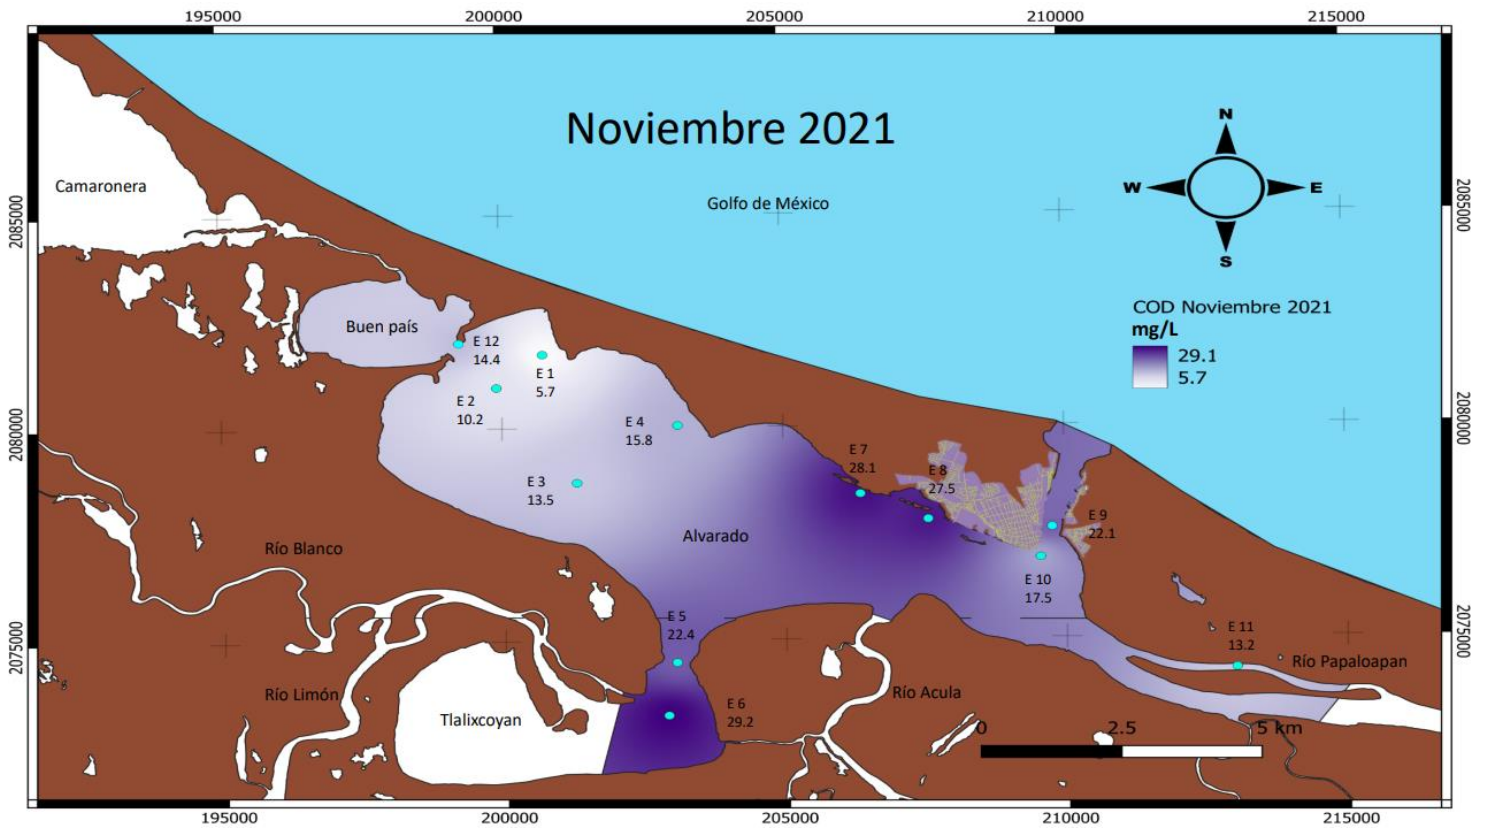 195000
200000
205000
210000
215000
Noviembre 2021
N
W
E
S
Camaronera
Golfo de México
2085000
2085000
COD Noviembre 2021
mg/L
29.1
5.7
Buen país
E 12
14.4
E 1
5.7
E 2
10.2
E 4
15.8
2080000
2080000
E 7
28.1
E 8
27.5
E 3
13.5
E 9
22.1
Alvarado
Río Blanco
E 10
17.5
E 5
22.4
2075000
2075000
E 11
13.2
Río Papaloapan
Río Limón
Tlalixcoyan
E 6
29.2
Río Acula
0
2.5
5 km
195000
200000
205000
210000
215000